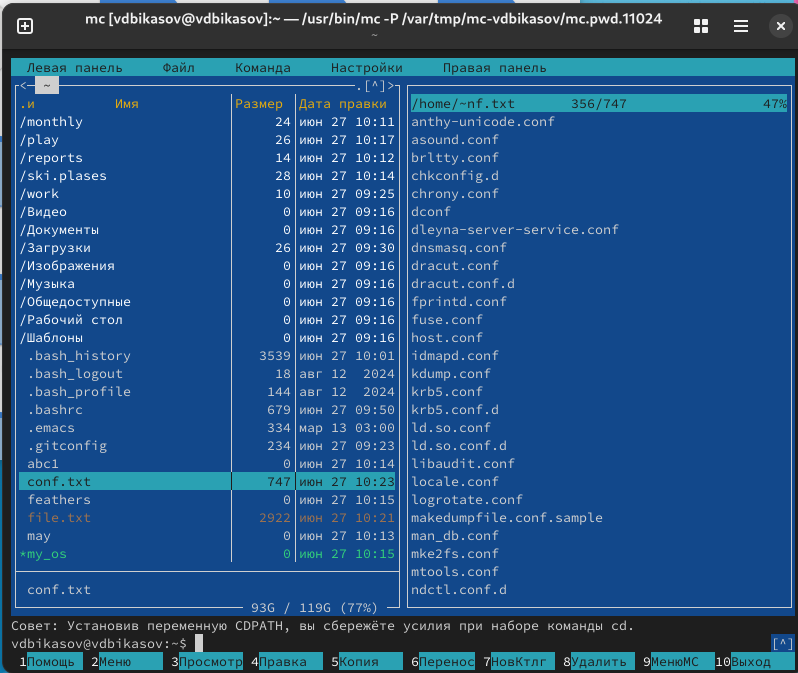 mc [vdbikasov@vdbikasov]:~ — /usr/bin/mc -P /var/tmp/mc-vdbikasov/mc.pwd.11024
~
Левая панель Файл Команда Настройки Правая панель
<─ ~ ─.[^]>
.и Имя Размер Дата правки
/monthly 24 июн 27 10:11
/play 26 июн 27 10:17
/reports 14 июн 27 10:12
/ski.plases 28 июн 27 10:14
/work 10 июн 27 09:25
/Видео 0 июн 27 09:16
/Документы 0 июн 27 09:16
/Загрузки 26 июн 27 09:30
/Изображения 0 июн 27 09:16
/Музыка 0 июн 27 09:16
/Общедоступные 0 июн 27 09:16
/Рабочий стол 0 июн 27 09:16
/Шаблоны 0 июн 27 09:16
.bash_history 3539 июн 27 10:01
.bash_logout 18 авг 12 2024
.bash_profile 144 авг 12 2024
.bashrc 679 июн 27 09:50
.emacs 334 мар 13 03:00
.gitconfig 234 июн 27 09:23
abc1 0 июн 27 10:14
conf.txt 747 июн 27 10:23
feathers 0 июн 27 10:15
file.txt 2922 июн 27 10:21
may 0 июн 27 10:13
*my_os 0 июн 27 10:15
conf.txt
93G / 119G (77%)
/home/~nf.txt 356/747 47%
anthy-unicode.conf
asound.conf
brltty.conf
chkconfig.d
chrony.conf
dconf
dleyna-server-service.conf
dnsmasq.conf
dracut.conf
dracut.conf.d
fprintd.conf
fuse.conf
host.conf
idmapd.conf
kdump.conf
krb5.conf
krb5.conf.d
ld.so.conf
ld.so.conf.d
libaudit.conf
locale.conf
logrotate.conf
makedumpfile.conf.sample
man_db.conf
mke2fs.conf
mtools.conf
ndctl.conf.d
Совет: Установив переменную CDPATH, вы сбережёте усилия при наборе команды cd.
vdbikasov@vdbikasov:~$ [^]
1Помощь 2Меню 3Просмотр 4Правка 5Копия 6Перенос 7НовКтлг 8Удалить 9МенюМС 10Выход